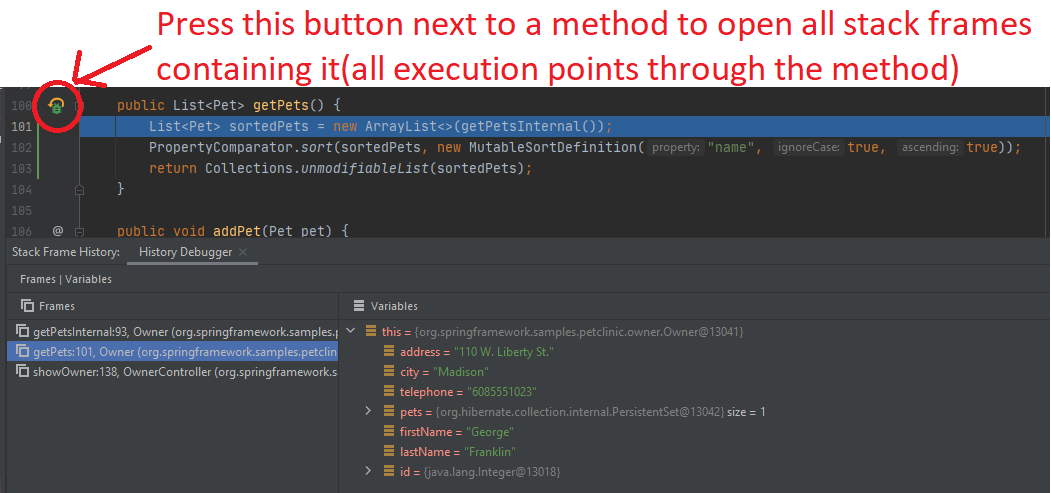 Press this button next to a method to open all stack frames
containing it(all execution points through the method)
100 public List<Pet> getPets() {
101 List<Pet> sortedPets = new ArrayList<>(getPetsInternal());
102 PropertyComparator.sort(sortedPets, new MutableSortDefinition( property: "name", ignoreCase: true, ascending: true));
103 return Collections.unmodifiableList(sortedPets);
104 }
105
106 @ public void addPet(Pet pet) {
Stack Frame History: History Debugger
Frames | Variables
Frames
getPetsInternal:93, Owner (org.springframework.samples.p
getPets:101, Owner (org.springframework.samples.petclini
showOwner:138, OwnerController (org.springframework.s
Variables
this = {org.springframework.samples.petclinic.owner.Owner@13041}
address = "110 W. Liberty St."
city = "Madison"
telephone = "6085551023"
pets = {org.hibernate.collection.internal.PersistentSet@13042} size = 1
firstName = "George"
lastName = "Franklin"
id = {java.lang.Integer@13018}